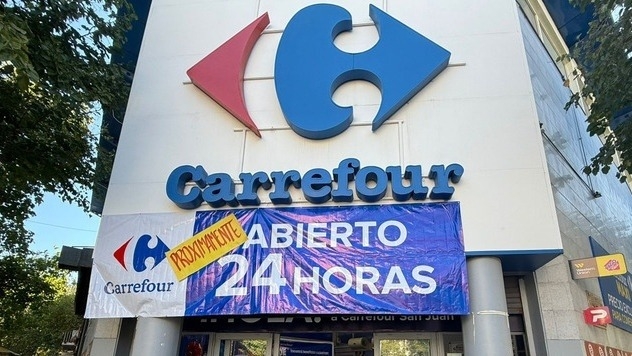 Carrefour
PROXIMAMENTE
ABIERTO
24 HORAS
Carrefour
a Carrefour San Juan